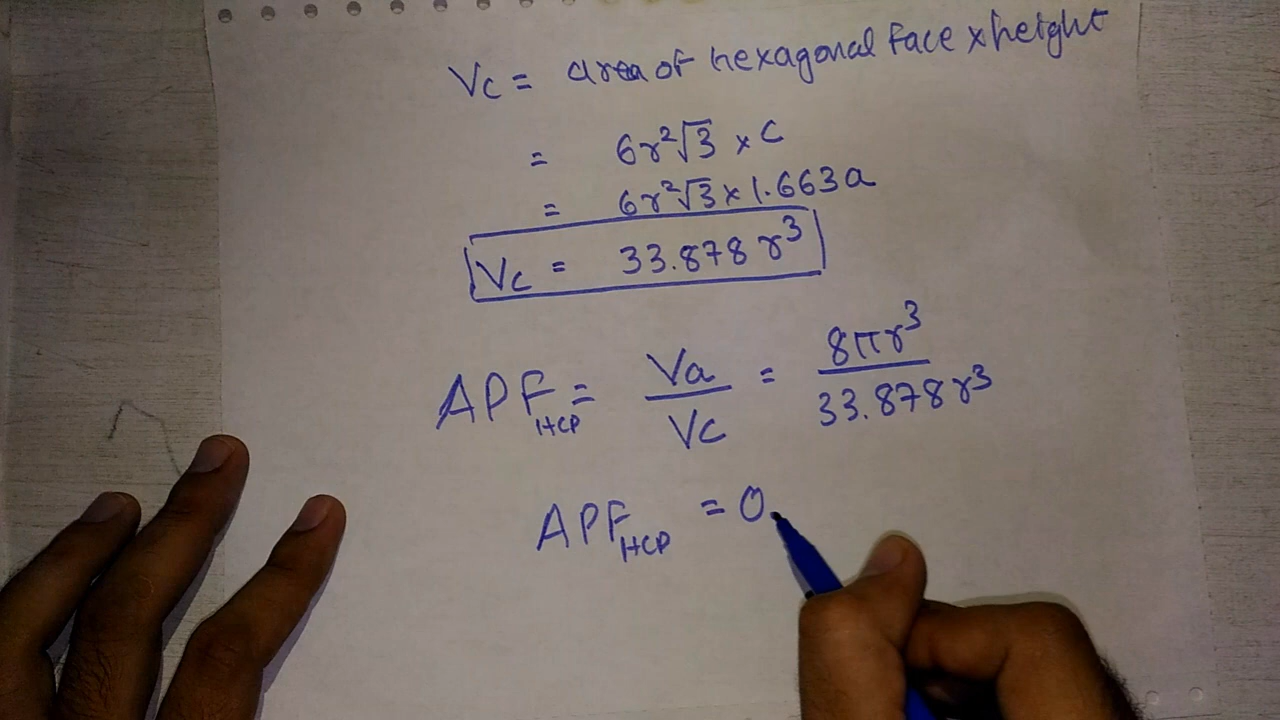 Vc = area of hexagonal face x height
= 6r²√3 × c
= 6r²√3 × 1.663a
Vc = 33.878 r³
APF_HCP = Va/Vc = 8πr³/33.878r³
APF_HCP = 0.